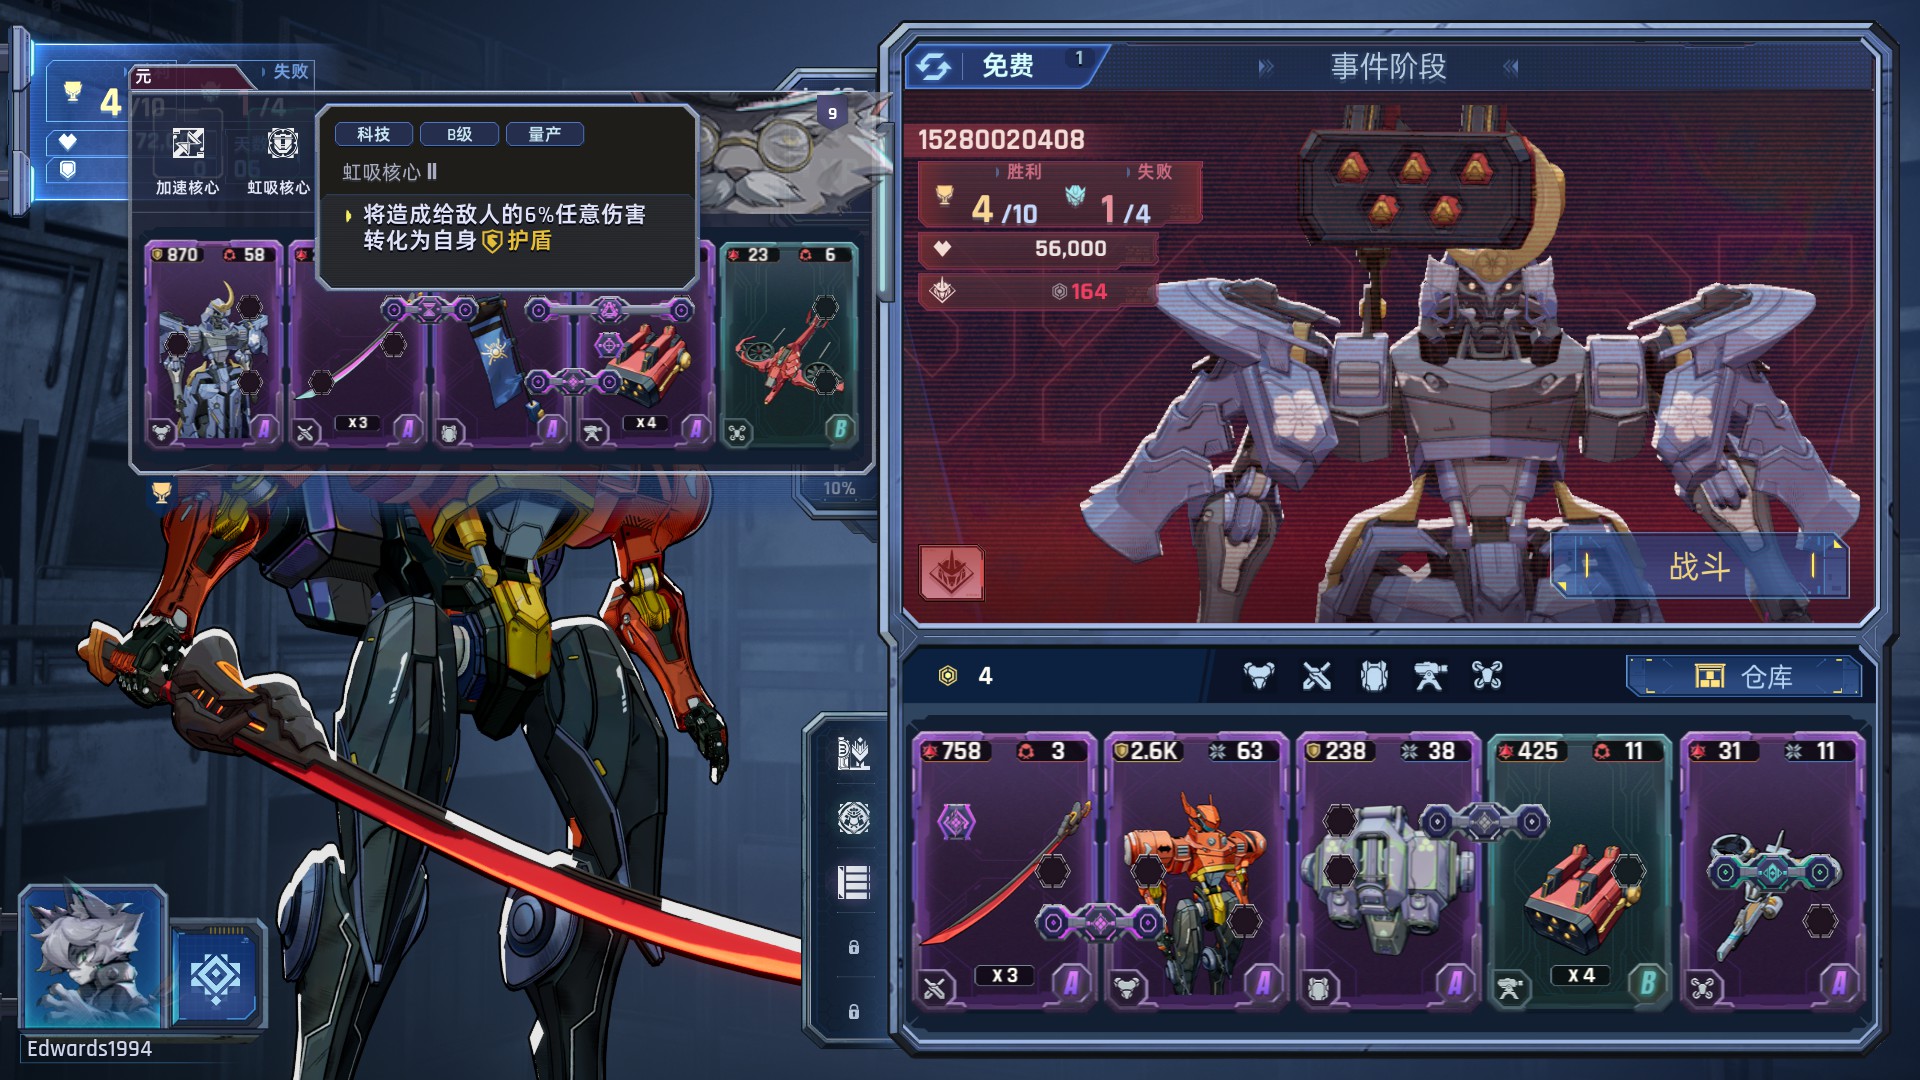 元
失败
4
/10
/4
9
加速核心
虹吸核心
科技
B级
量产
虹吸核心 II
将造成给敌人的6%任意伤害
转化为自身护盾
870
58
23
6
x3
x4
A
A
A
A
B
10%
免费
1
事件阶段
15280020408
胜利
失败
4 /10
1 /4
56,000
164
战斗
4
仓库
758
3
2.6K
63
238
38
425
11
31
11
x3
x4
A
A
A
B
A
Edwards1994